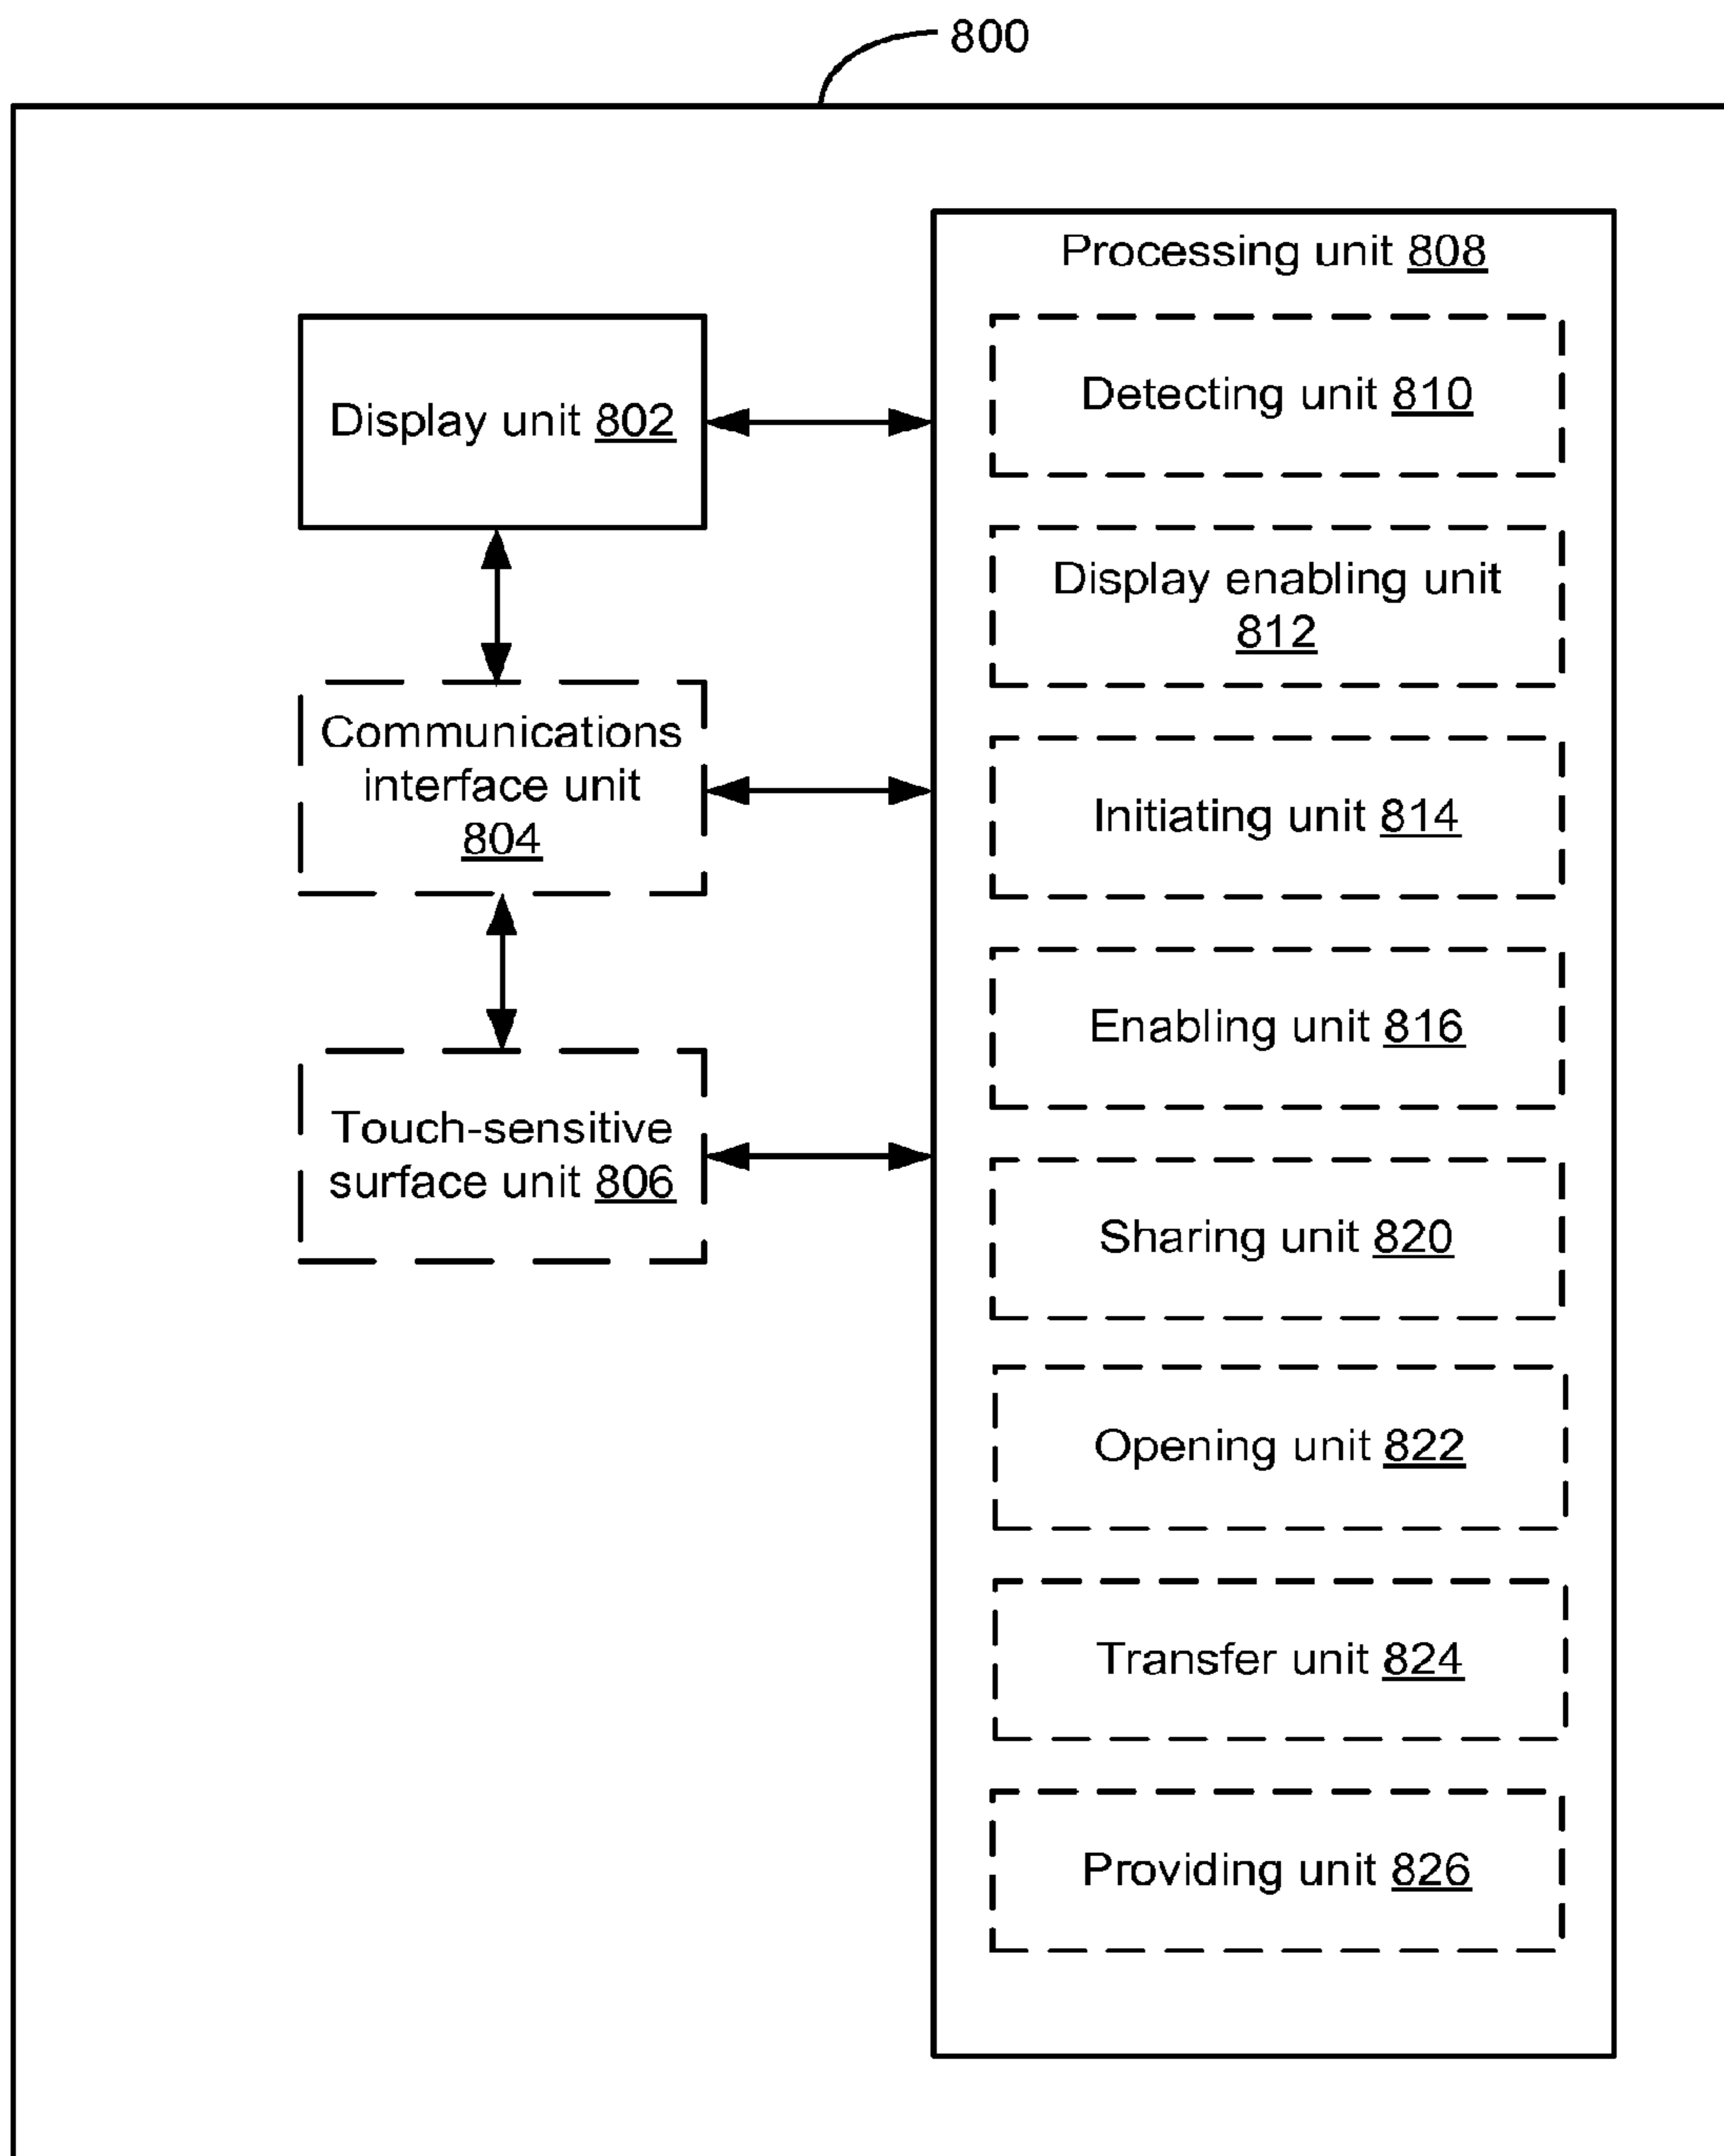 800
Processing unit 808
Display unit 802
Detecting unit 810
Display enabling unit
812
Communications
interface unit
804
Initiating unit 814
Enabling unit 816
Touch-sensitive
surface unit 806
Sharing unit 820
Opening unit 822
Transfer unit 824
Providing unit 826